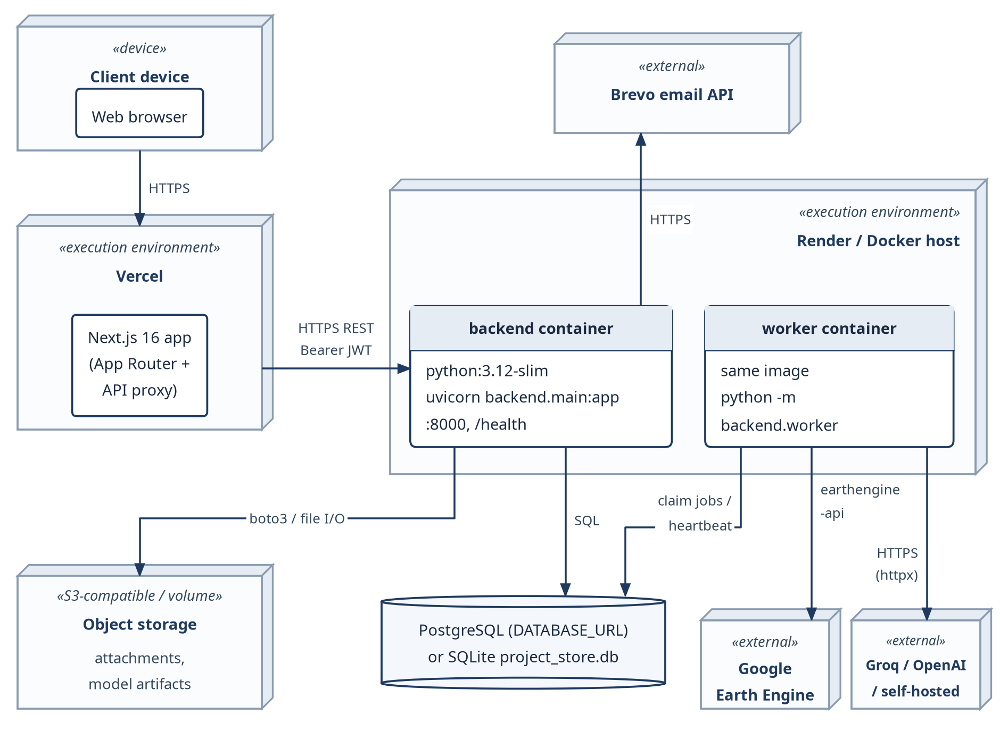 «device»
Client device
Web browser
HTTPS
«external»
Brevo email API
HTTPS
«execution environment»
Render / Docker host
«execution environment»
Vercel
Next.js 16 app
(App Router +
API proxy)
HTTPS REST
Bearer JWT
backend container
python:3.12-slim
uvicorn backend.main:app
:8000, /health
worker container
same image
python -m
backend.worker
boto3 / file I/O
SQL
claim jobs /
heartbeat
earthengine
-api
HTTPS
(httpx)
«S3-compatible / volume»
Object storage
attachments,
model artifacts
PostgreSQL (DATABASE_URL)
or SQLite project_store.db
«external»
Google
Earth Engine
«external»
Groq / OpenAI
/ self-hosted